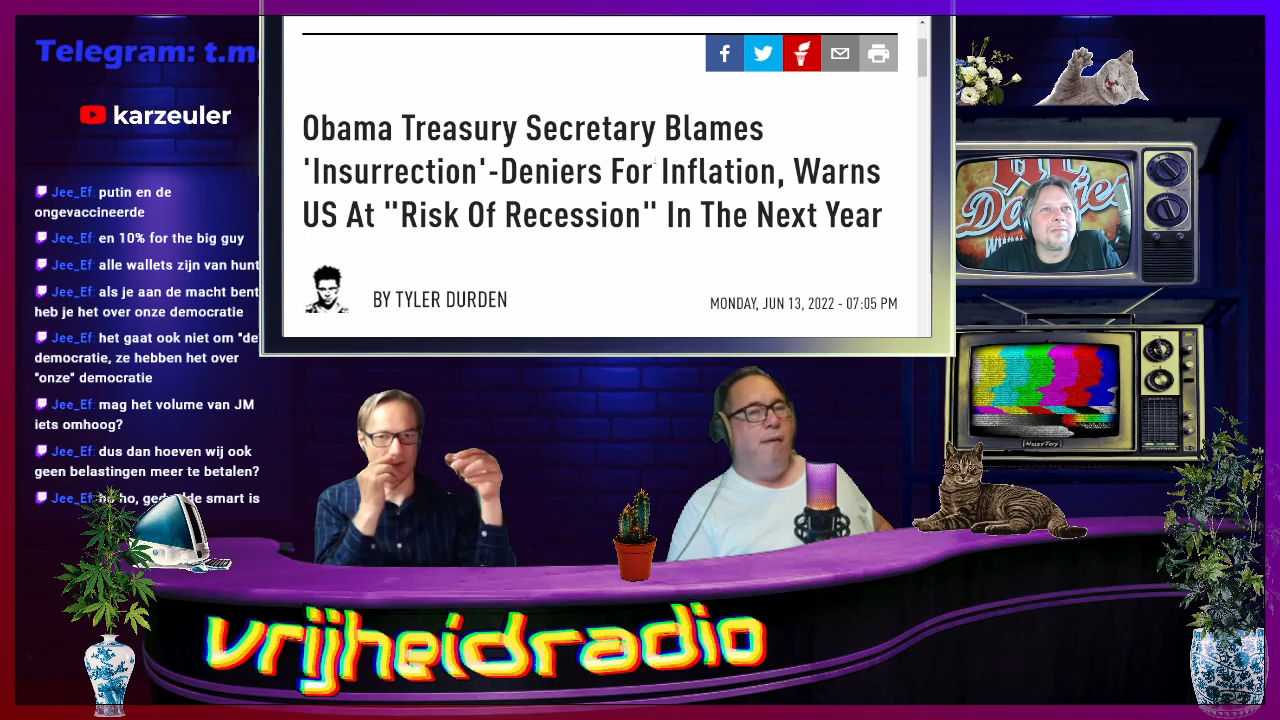 Telegram: t.me
karzeuler
Jee_Ef: putin en de
ongevaccineerde
Jee_Ef: en 10% for the big guy
Jee_Ef: alle wallets zijn van hunt
Jee_Ef: als je aan de macht bent
heb je het over onze democratie
Jee_Ef: het gaat ook niet om "de
democratie, ze hebben het over
"onze" democratie
Jee_Ef: mag het volume van JM
iets omhoog?
Jee_Ef: dus dan hoeven wij ook
geen belastingen meer te betalen?
Jee_Ef: ho, smart is
Obama Treasury Secretary Blames
'Insurrection'-Deniers For Inflation, Warns
US At "Risk Of Recession" In The Next Year
BY TYLER DURDEN
MONDAY, JUN 13, 2022 - 07:05 PM
vrijheidradio